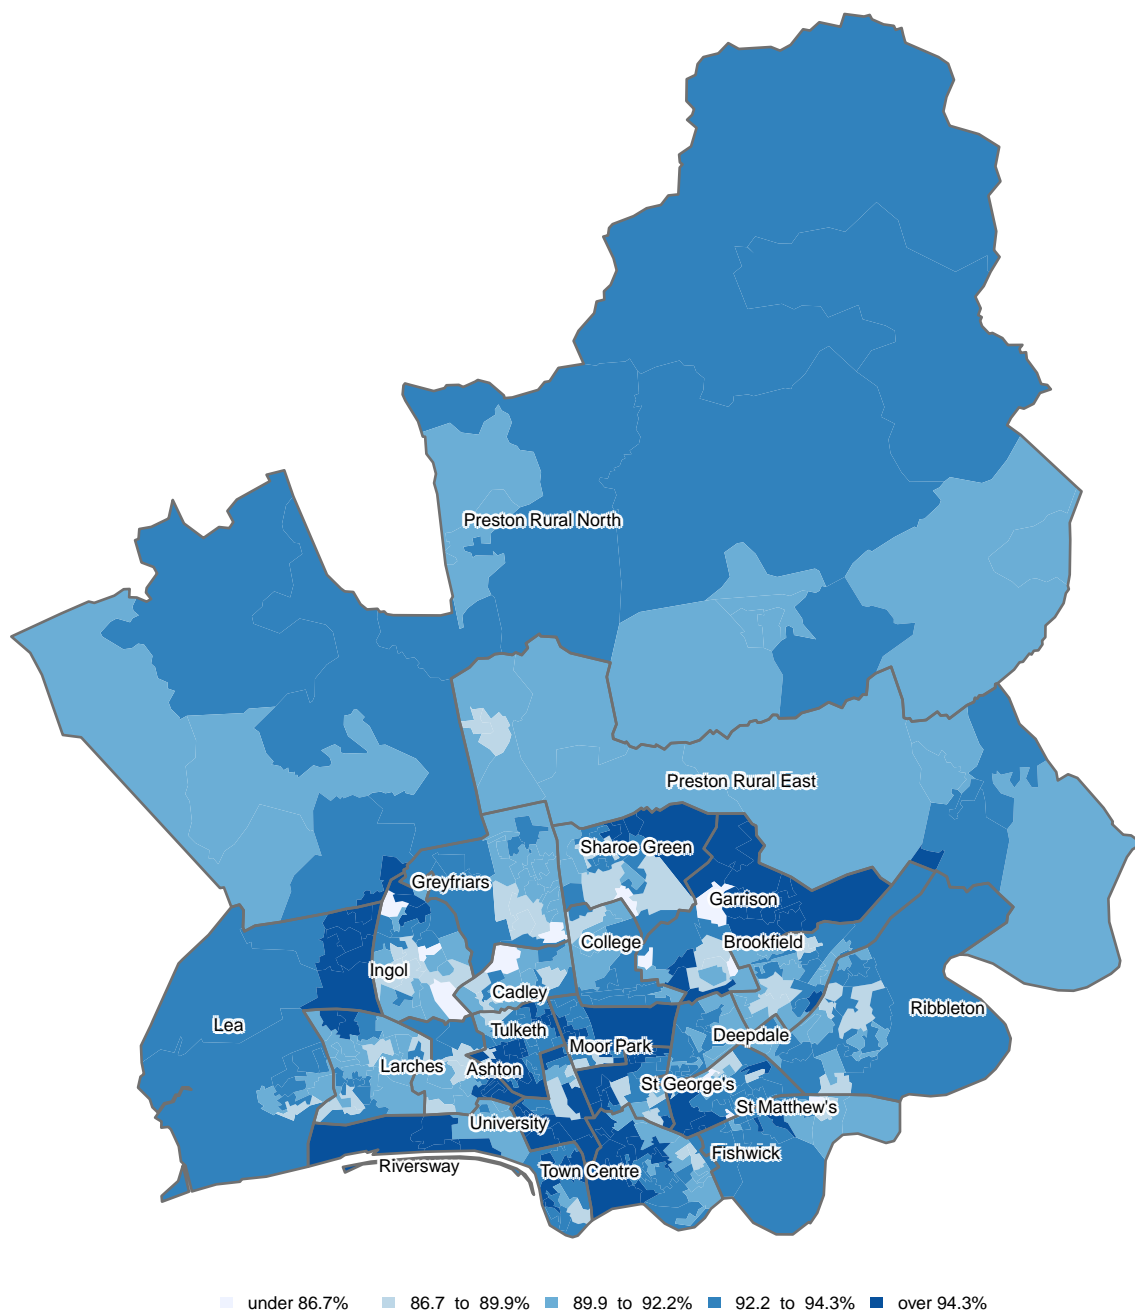 Preston Rural North
Preston Rural East
Sharoe Green
Greyfriars
Garrison
College
Brookfield
Ingol
Cadley
Ribbleton
Lea
Tulketh
Deepdale
Moor Park
Larches
Ashton
St George's
St Matthew's
University
Fishwick
Riversway
Town Centre
under 86.7% 86.7 to 89.9% 89.9 to 92.2% 92.2 to 94.3% over 94.3%